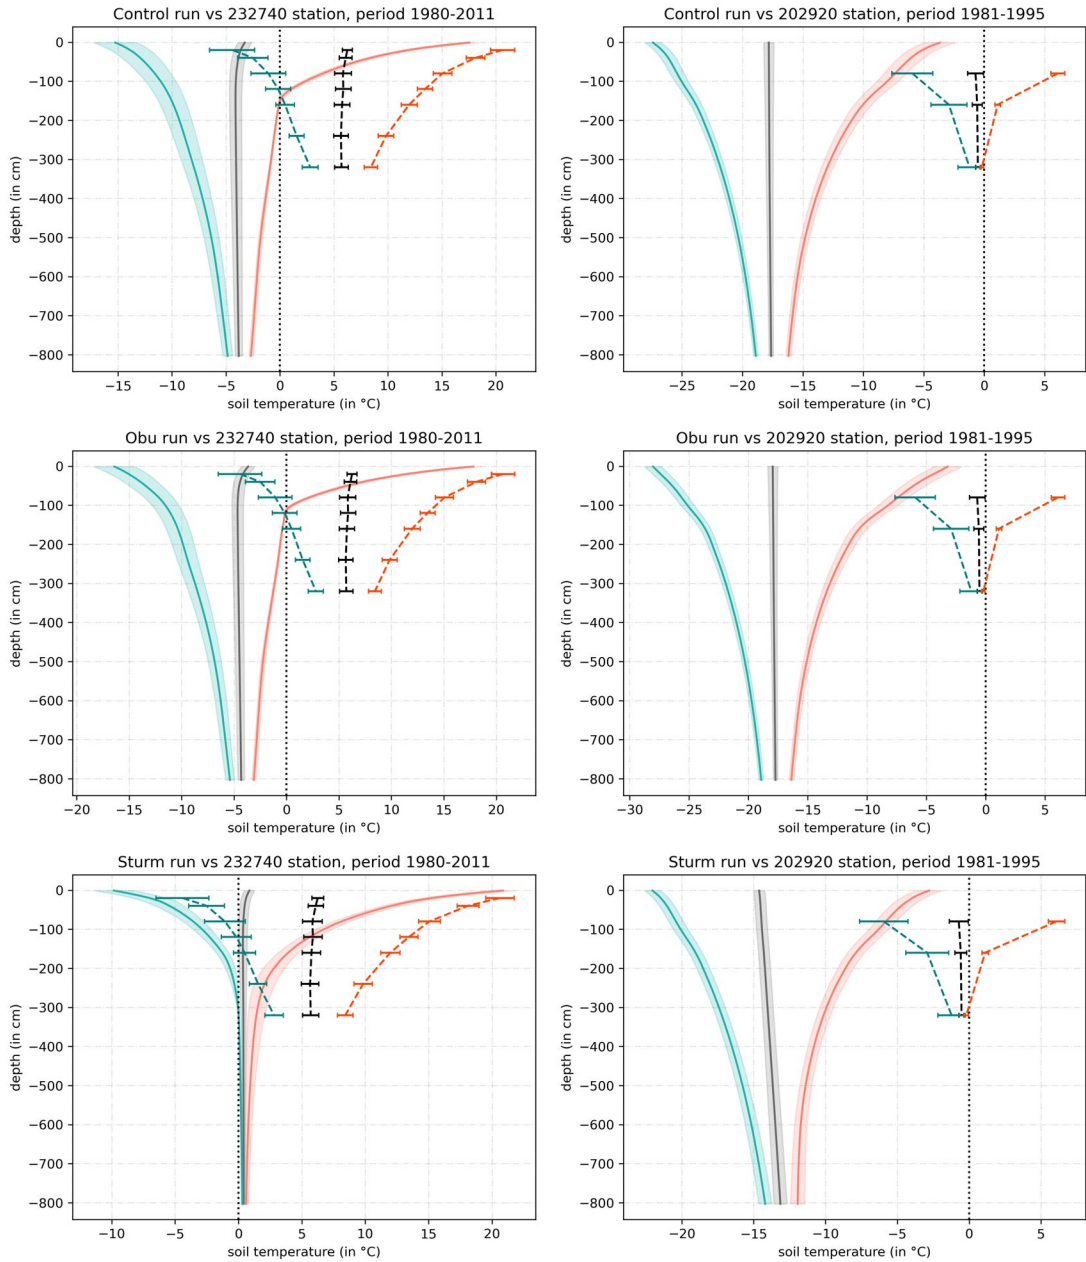 Control run vs 232740 station, period 1980-2011
0
−100
−200
−300
−400
−500
−600
−700
−800
depth (in cm)
−15 −10 −5 0 5 10 15 20
soil temperature (in °C)
Control run vs 202920 station, period 1981-1995
0
−100
−200
−300
−400
−500
−600
−700
−800
depth (in cm)
−25 −20 −15 −10 −5 0 5
soil temperature (in °C)
Obu run vs 232740 station, period 1980-2011
0
−100
−200
−300
−400
−500
−600
−700
−800
depth (in cm)
−20 −15 −10 −5 0 5 10 15 20
soil temperature (in °C)
Obu run vs 202920 station, period 1981-1995
0
−100
−200
−300
−400
−500
−600
−700
−800
depth (in cm)
−30 −25 −20 −15 −10 −5 0 5
soil temperature (in °C)
Sturm run vs 232740 station, period 1980-2011
0
−100
−200
−300
−400
−500
−600
−700
−800
depth (in cm)
−10 −5 0 5 10 15 20
soil temperature (in °C)
Sturm run vs 202920 station, period 1981-1995
0
−100
−200
−300
−400
−500
−600
−700
−800
depth (in cm)
−20 −15 −10 −5 0 5
soil temperature (in °C)